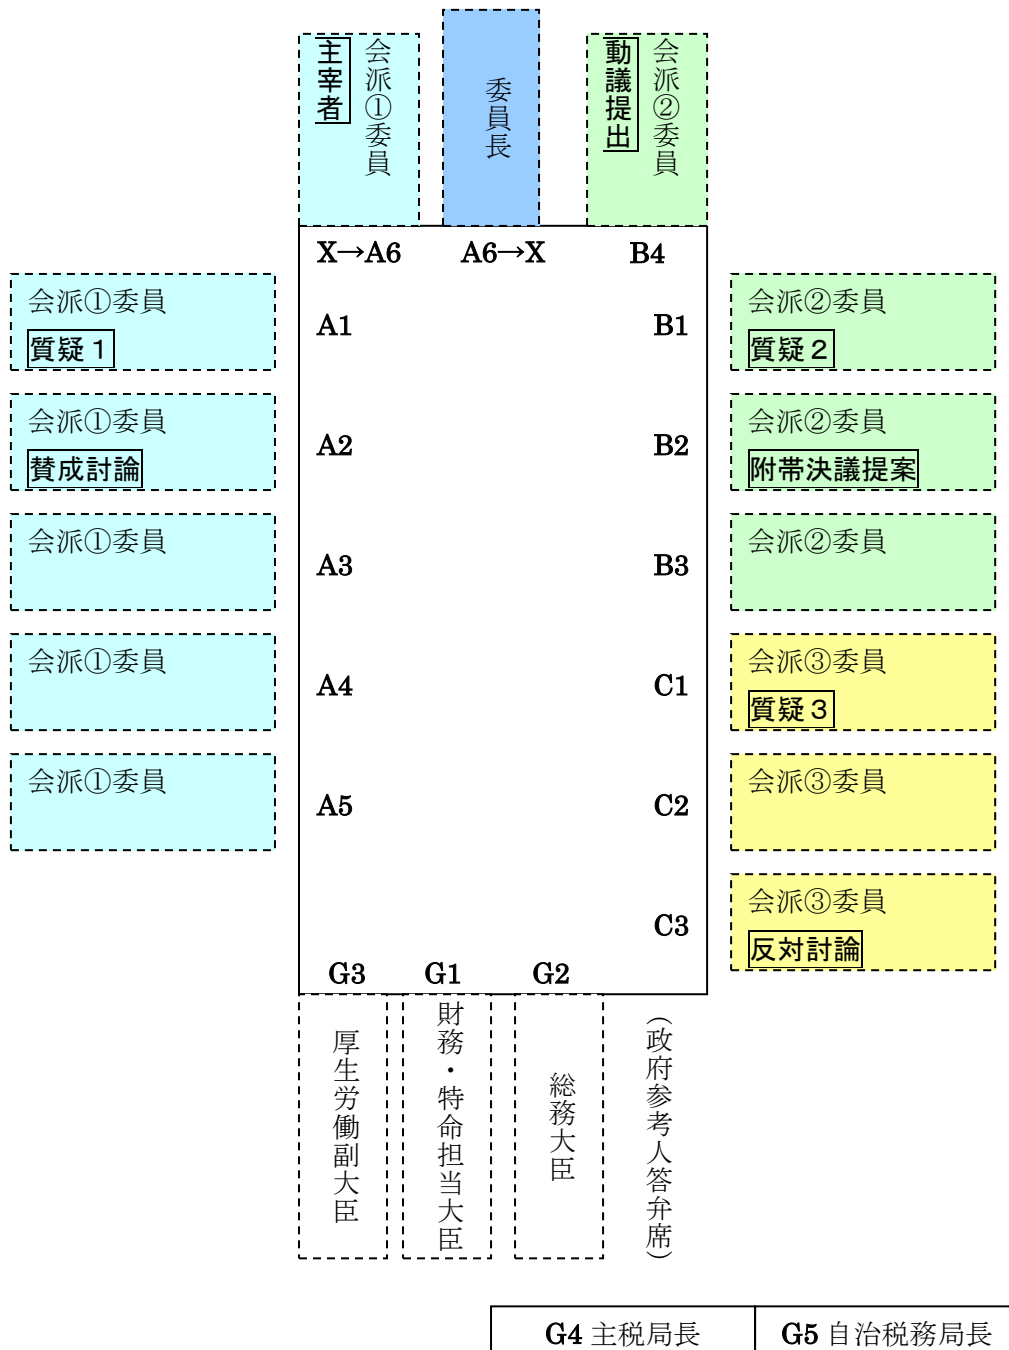 会派①委員
主宰者
委員長
会派②委員
動議提出
X→A6
A6→X
B4
会派①委員
質疑１
A1
B1
会派②委員
質疑２
会派①委員
賛成討論
A2
B2
会派②委員
附帯決議提案
会派①委員
A3
B3
会派②委員
会派①委員
A4
C1
会派③委員
質疑３
会派①委員
A5
C2
会派③委員
C3
会派③委員
反対討論
G3
G1
G2
厚生労働副大臣
財務・特命担当大臣
総務大臣
（政府参考人答弁席）
G4 主税局長
G5 自治税務局長